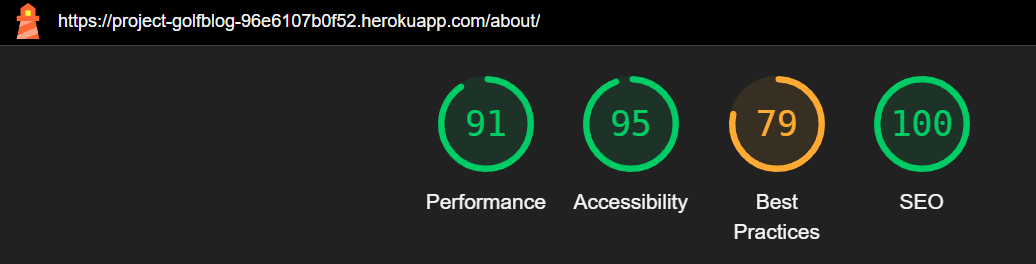 https://project-golfblog-96e6107b0f52.herokuapp.com/about/
91 95 79 100
Performance Accessibility Best Practices SEO